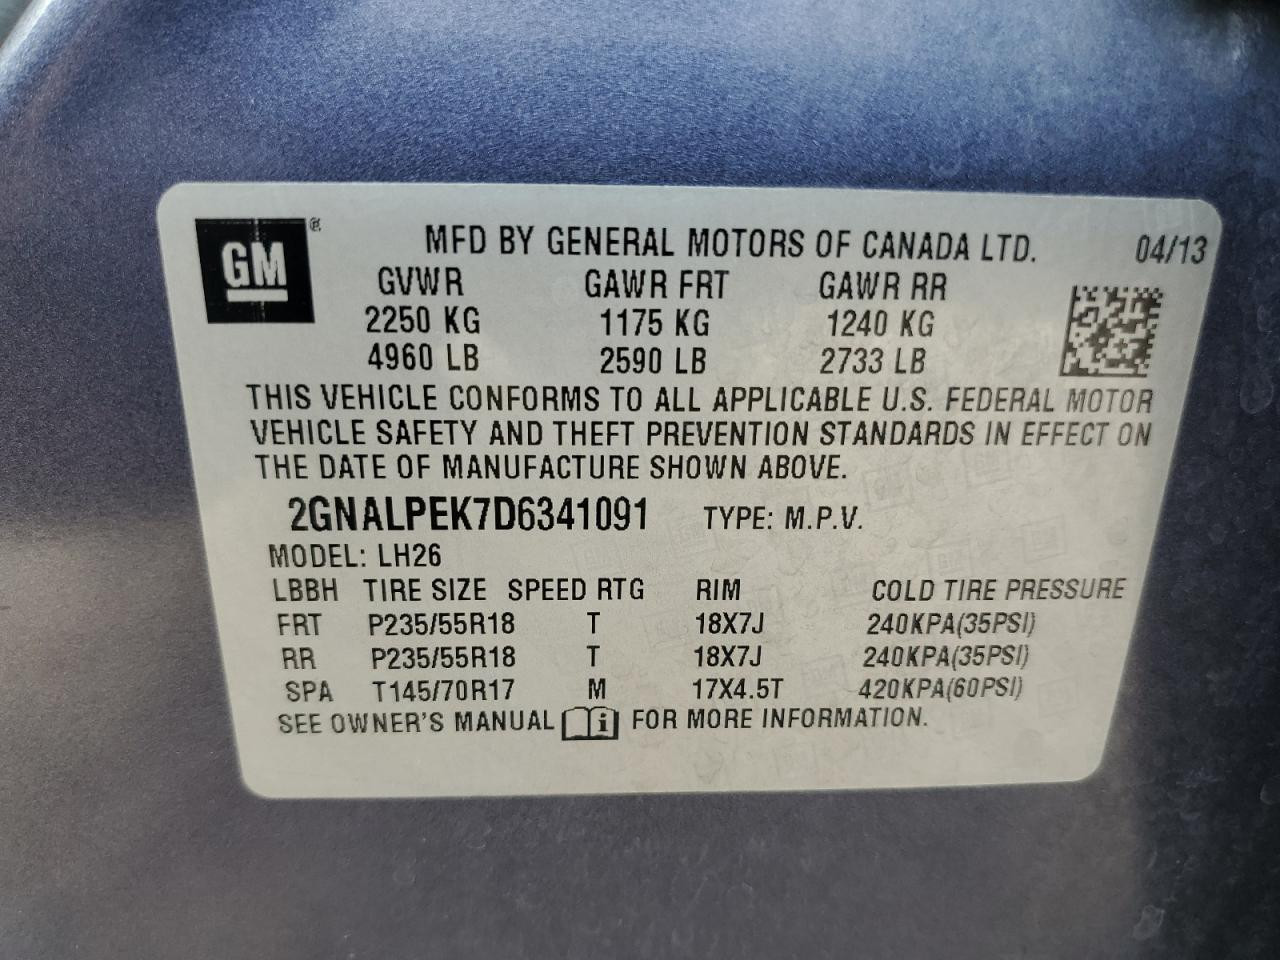 GM ®
MFD BY GENERAL MOTORS OF CANADA LTD. 04/13
GVWR GAWR FRT GAWR RR
2250 KG 1175 KG 1240 KG
4960 LB 2590 LB 2733 LB
THIS VEHICLE CONFORMS TO ALL APPLICABLE U.S. FEDERAL MOTOR
VEHICLE SAFETY AND THEFT PREVENTION STANDARDS IN EFFECT ON
THE DATE OF MANUFACTURE SHOWN ABOVE.
2GNALPEK7D6341091 TYPE: M.P.V.
MODEL: LH26
LBBH TIRE SIZE SPEED RTG RIM COLD TIRE PRESSURE
FRT P235/55R18 T 18X7J 240KPA(35PSI)
RR P235/55R18 T 18X7J 240KPA(35PSI)
SPA T145/70R17 M 17X4.5T 420KPA(60PSI)
SEE OWNER'S MANUAL i FOR MORE INFORMATION.